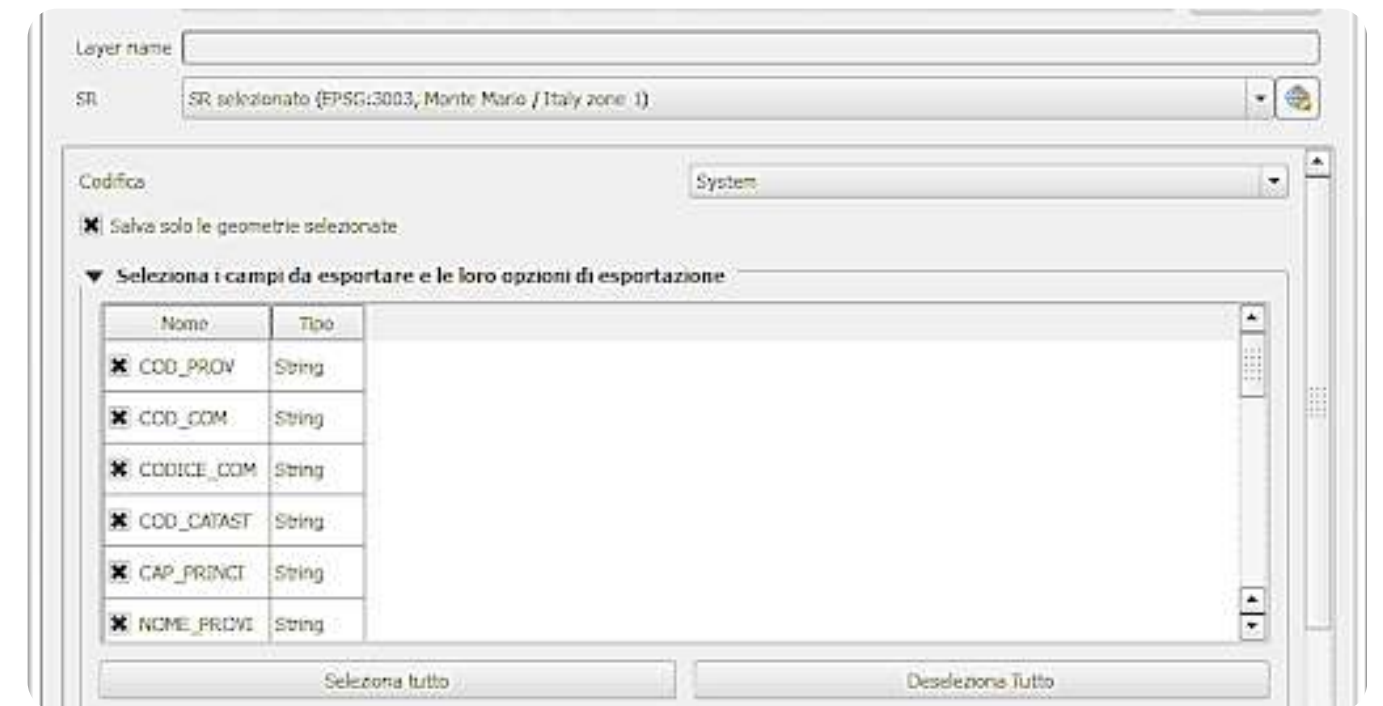 Layer name
SR SR selezionato (EPSG:3003, Monte Mario / Italy zone 1)
Codifica System
Salva solo le geometrie selezionate
Seleziona i campi da esportare e le loro opzioni di esportazione
Nome Tipo
COD_PROV String
COD_COM String
CODICE_COM String
COD_CATAST String
CAP_PRINCI String
NOME_PROVI String
Seleziona tutto Deseleziona Tutto